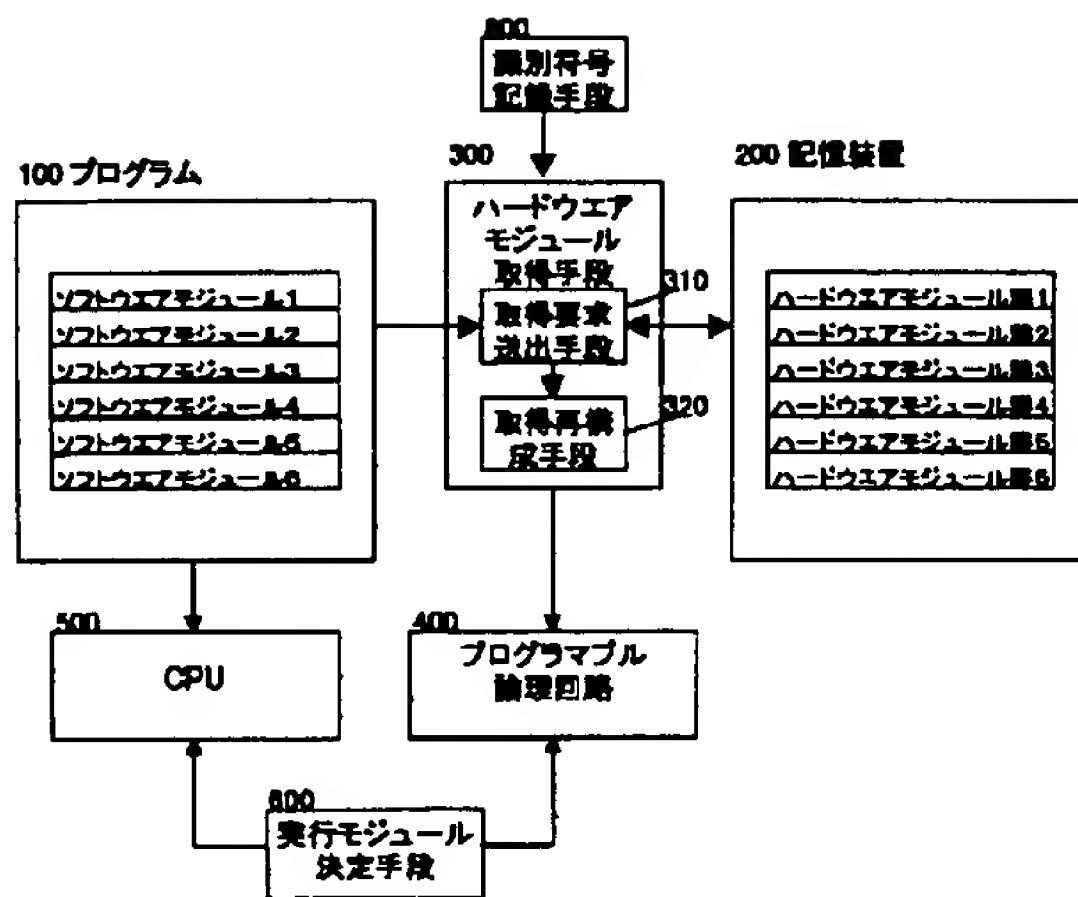 800
識別符号
記録手段
300
200 記憶装置
100 プログラム
ハードウエア
モジュール
取得手段
310
取得要求
送出手段
320
取得再構
成手段
ソフトウエアモジュール1
ソフトウエアモジュール2
ソフトウエアモジュール3
ソフトウエアモジュール4
ソフトウエアモジュール5
ソフトウエアモジュール6
ハードウエアモジュール群1
ハードウエアモジュール群2
ハードウエアモジュール群3
ハードウエアモジュール群4
ハードウエアモジュール群5
ハードウエアモジュール群6
500
CPU
400
プログラマブル
論理回路
実行モジュール
決定手段